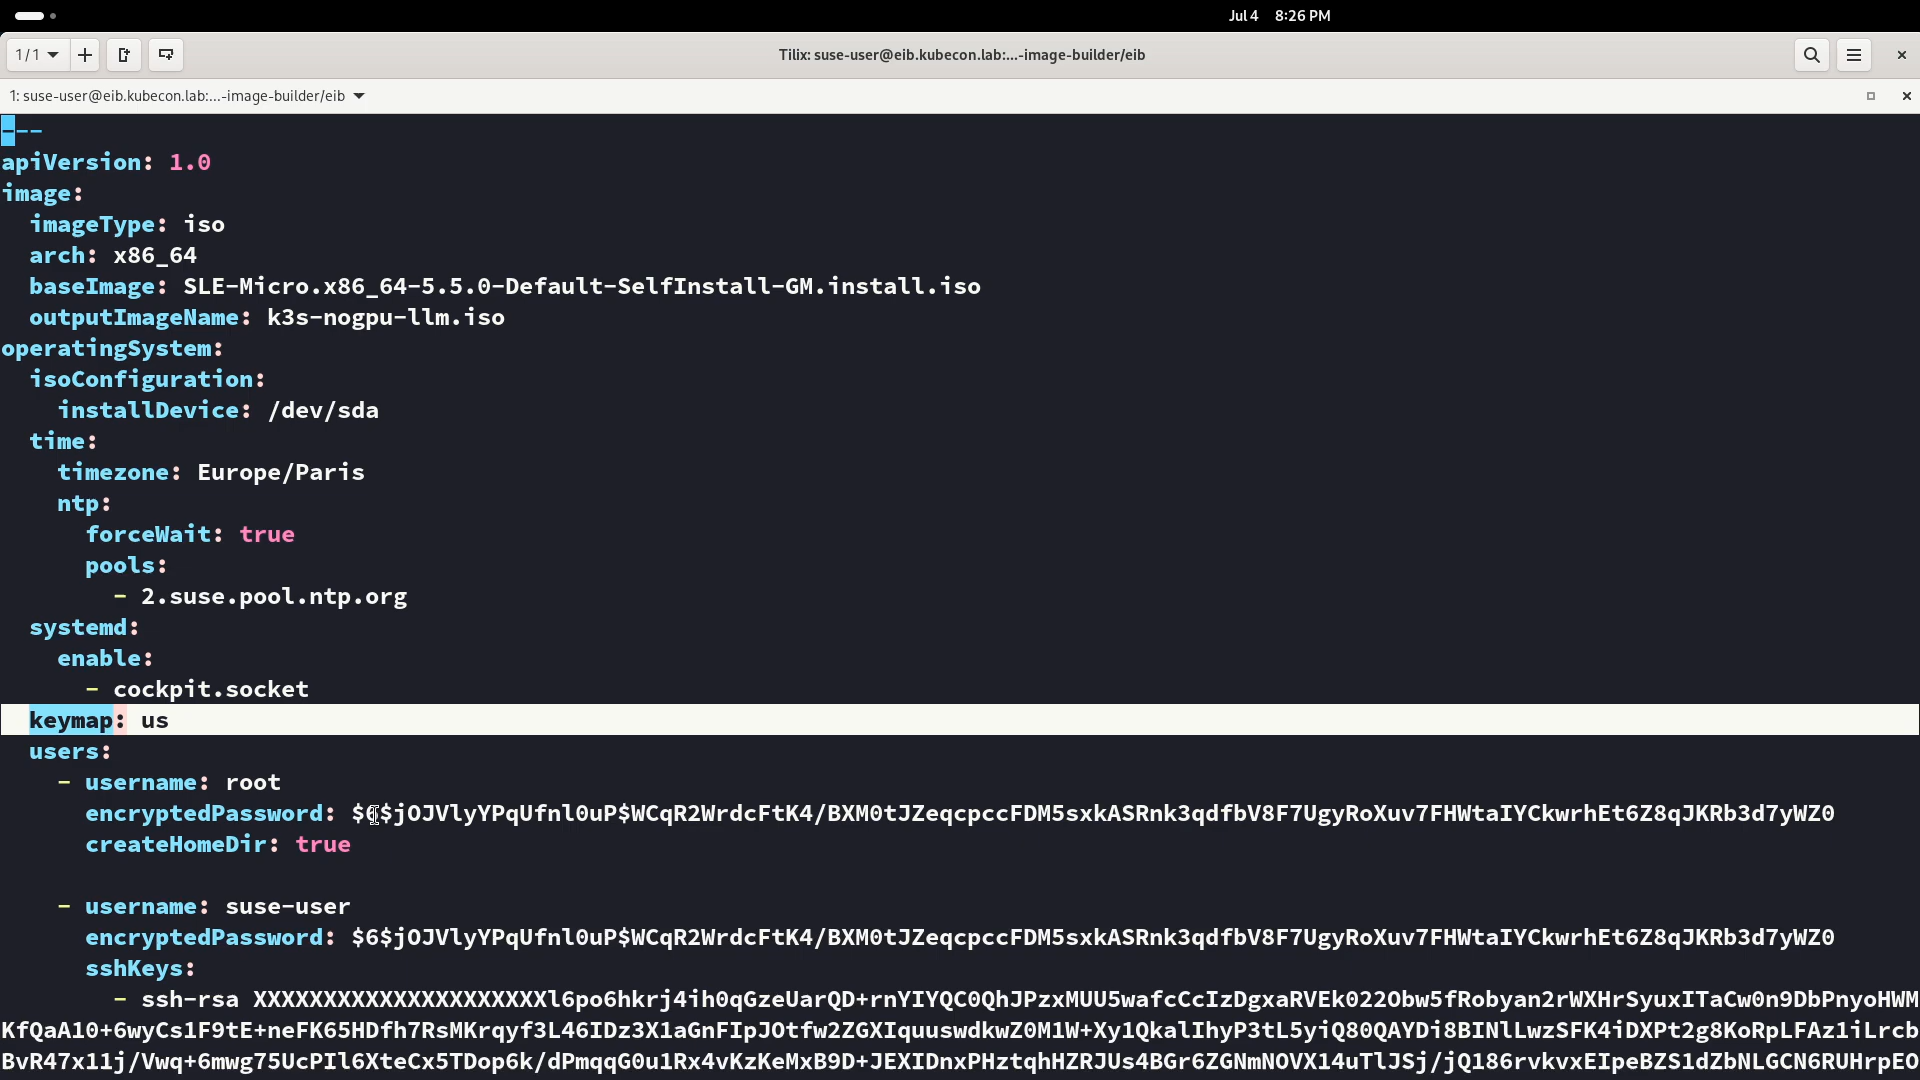 Jul 4 8:26 PM
1 / 1
Tilix: suse-user@eib.kubecon.lab:...-image-builder/eib
1: suse-user@eib.kubecon.lab:...-image-builder/eib
---
apiVersion: 1.0
image:
  imageType: iso
  arch: x86_64
  baseImage: SLE-Micro.x86_64-5.5.0-Default-SelfInstall-GM.install.iso
  outputImageName: k3s-nogpu-llm.iso
operatingSystem:
  isoConfiguration:
    installDevice: /dev/sda
  time:
    timezone: Europe/Paris
    ntp:
      forceWait: true
      pools:
        - 2.suse.pool.ntp.org
  systemd:
    enable:
      - cockpit.socket
  keymap: us
  users:
    - username: root
      encryptedPassword: $6$jOJVlyYPqUfnl0uP$WCqR2WrdcFtK4/BXM0tJZeqcpccFDM5sxkASRnk3qdfbV8F7UgyRoXuv7FHWtaIYCkwrhEt6Z8qJKRb3d7yWZ0
      createHomeDir: true
    - username: suse-user
      encryptedPassword: $6$jOJVlyYPqUfnl0uP$WCqR2WrdcFtK4/BXM0tJZeqcpccFDM5sxkASRnk3qdfbV8F7UgyRoXuv7FHWtaIYCkwrhEt6Z8qJKRb3d7yWZ0
      sshKeys:
        - ssh-rsa XXXXXXXXXXXXXXXXXXXXXl6po6hkrj4ih0qGzeUarQD+rnYIYQC0QhJPzxMUU5wafcCcIzDgxaRVEk022Obw5fRobyan2rWXHrSyuxITaCw0n9DbPnyoHWM
KfQaA10+6wyCs1F9tE+neFK65HDfh7RsMKrqyf3L46IDz3X1aGnFIpJOtfw2ZGXIquuswdkwZ0M1W+Xy1QkalIhyP3tL5yiQ80QAYDi8BINlLwzSFK4iDXPt2g8KoRpLFAz1iLrcb
BvR47x11j/Vwq+6mwg75UcPIl6XteCx5TDop6k/dPmqqG0u1Rx4vKzKeMxB9D+JEXIDnxPHztqhHZRJUs4BGr6ZGNmNOVX14uTlJSj/jQ186rvkvxEIpeBZS1dZbNLGCN6RUHrpEO